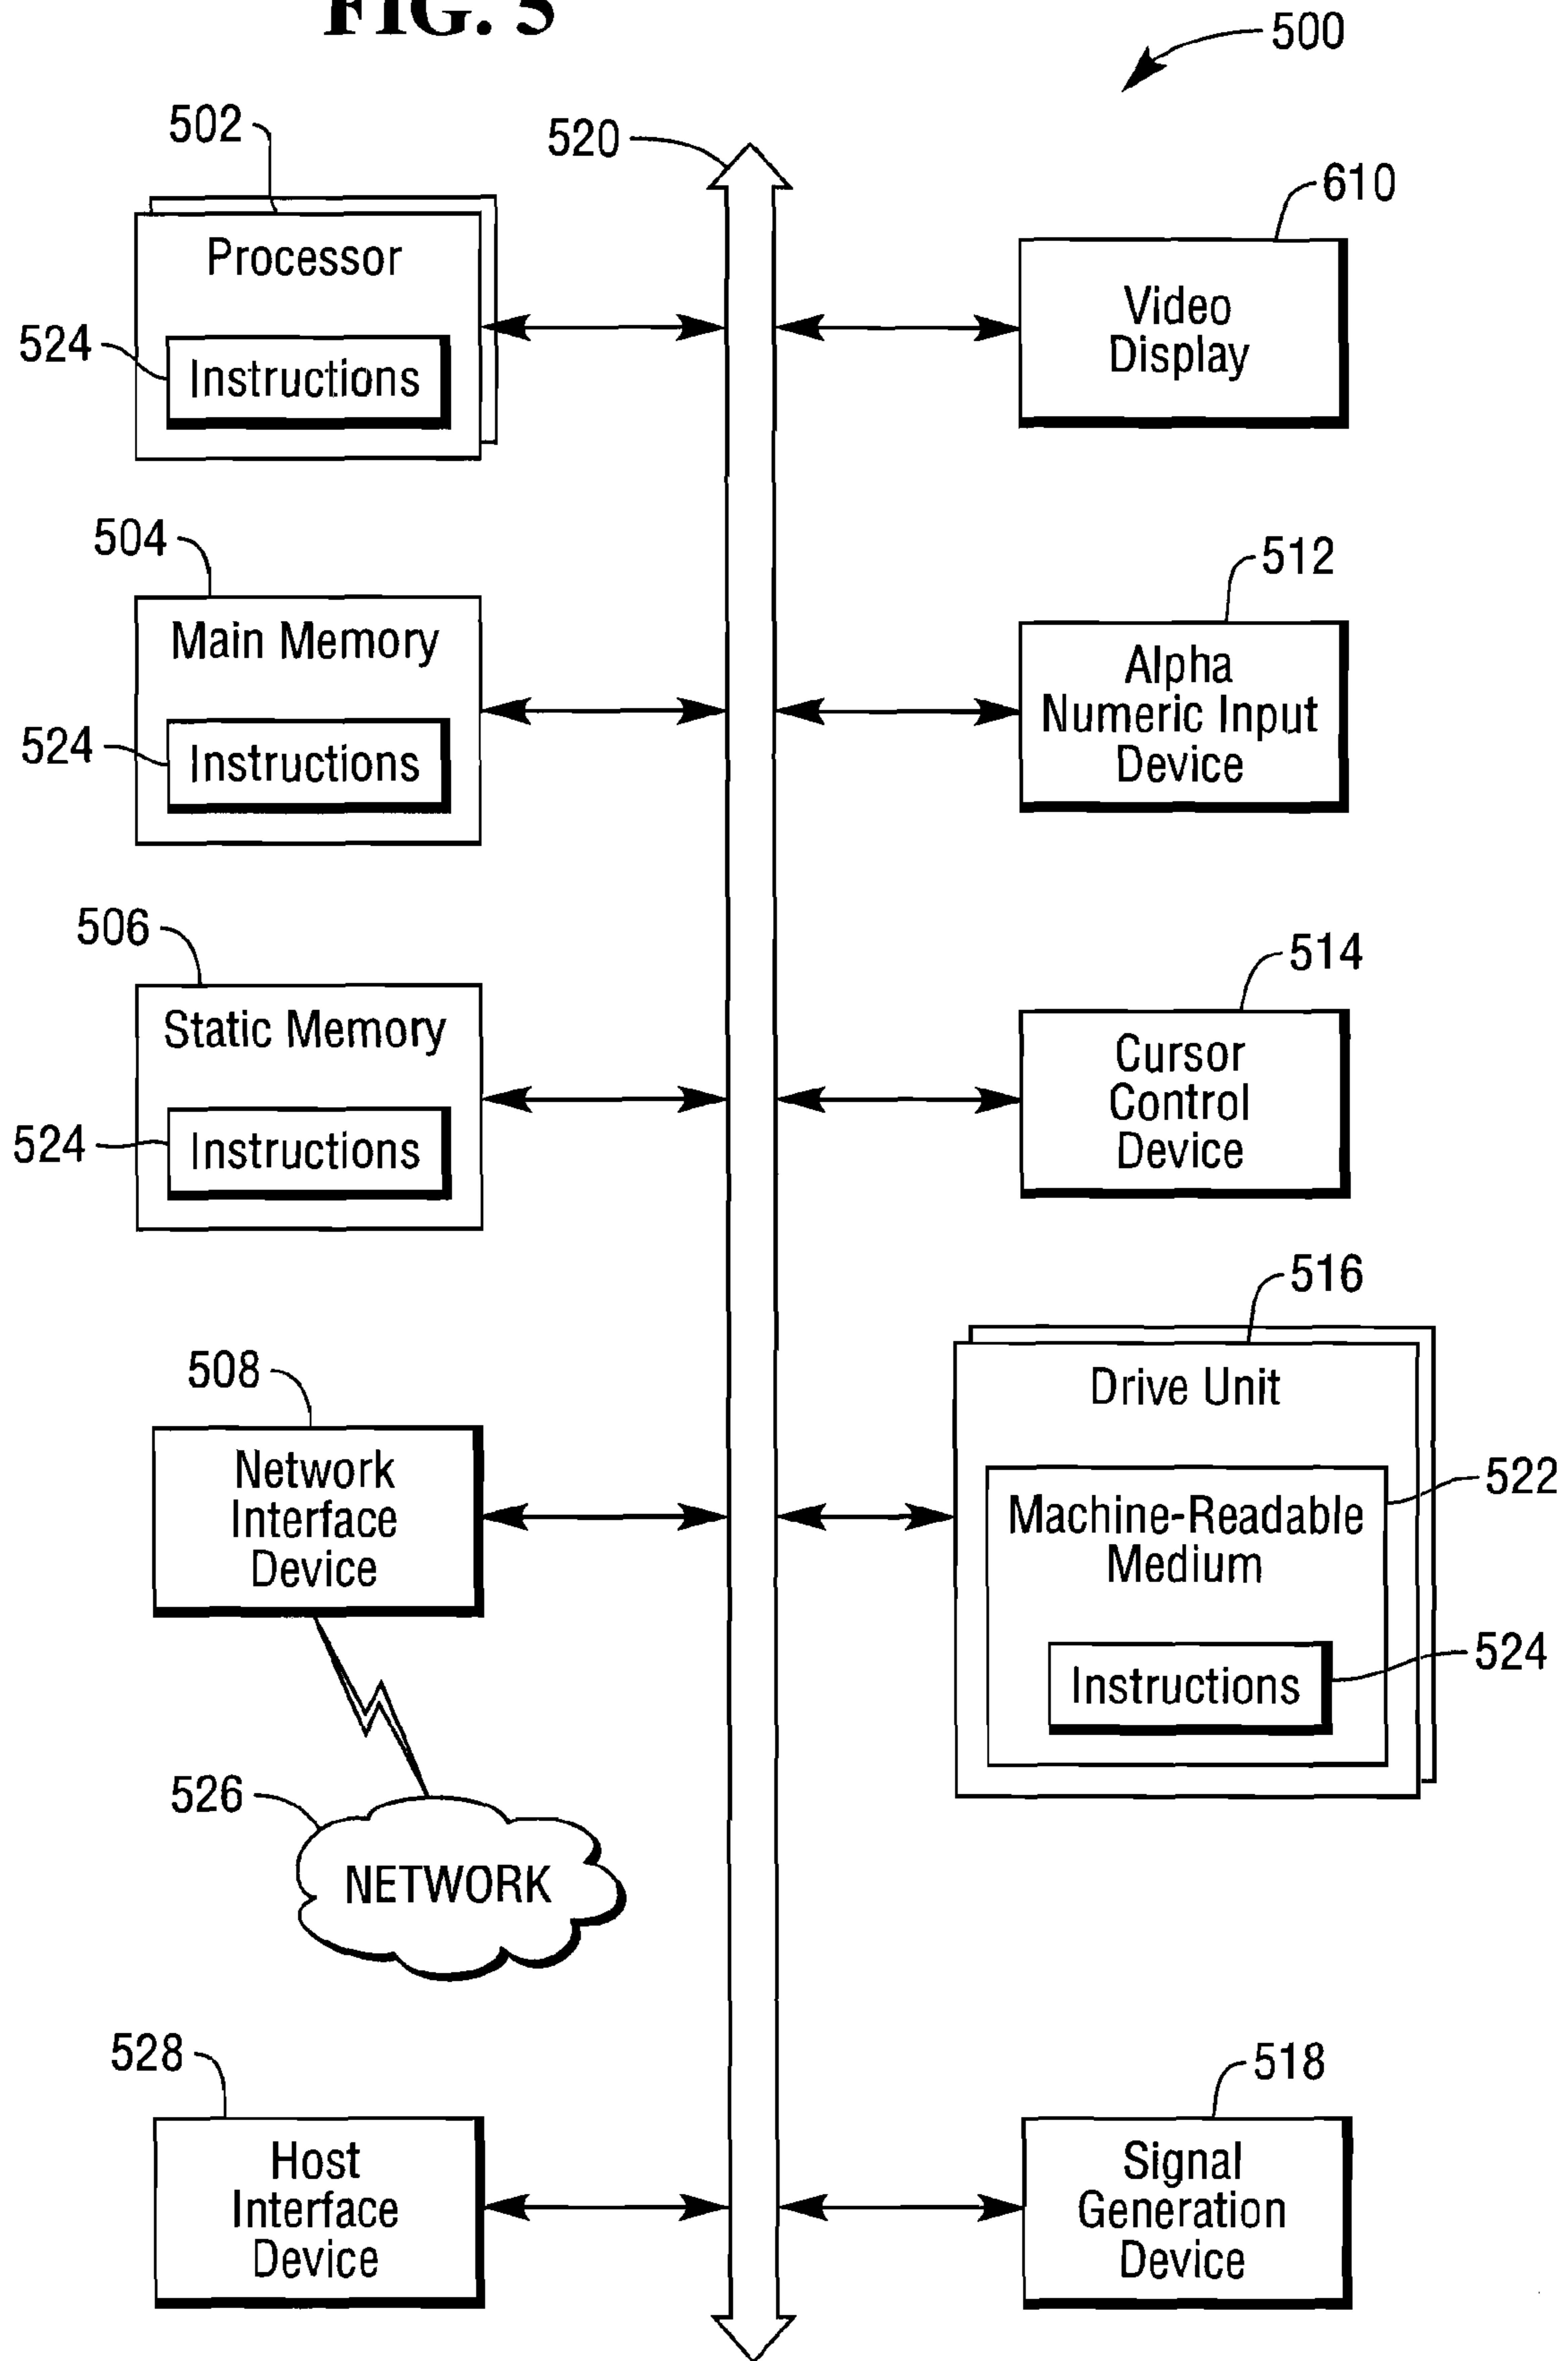 FIG. 5
500
502
520
610
Processor
524
Instructions
Video
Display
504
512
Main Memory
524
Instructions
Alpha
Numeric Input
Device
506
514
Static Memory
524
Instructions
Cursor
Control
Device
516
508
Drive Unit
Network
Interface
Device
522
Machine-Readable
Medium
524
Instructions
526
NETWORK
528
518
Host
Interface
Device
Signal
Generation
Device